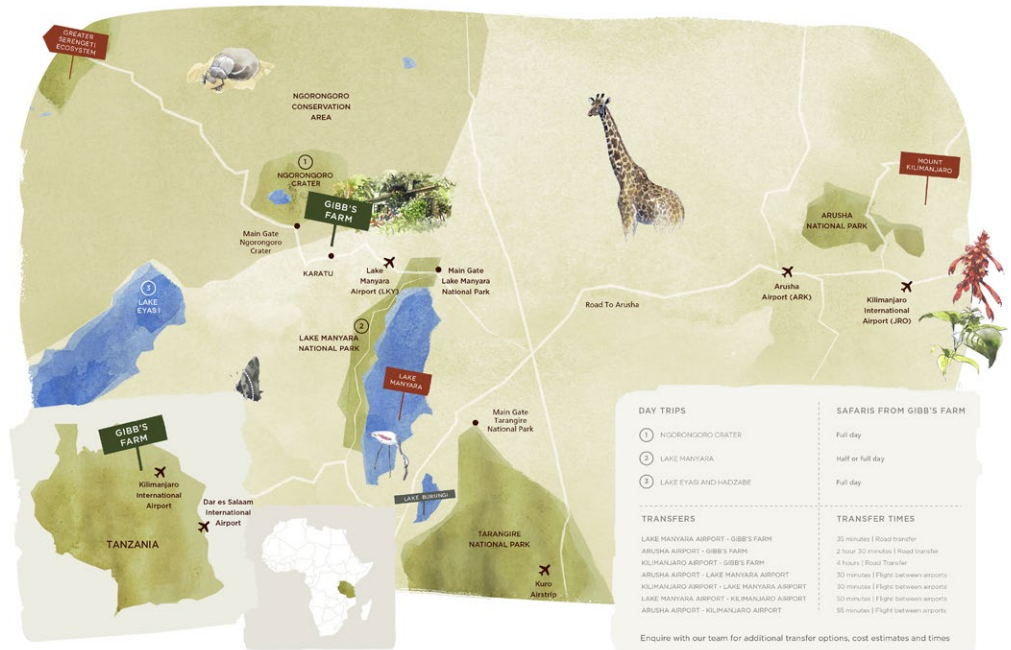 GREATER
SERENGETI
ECOSYSTEM
NGORONGORO
CONSERVATION
AREA
1
NGORONGORO
CRATER
GIBB'S
FARM
Main Gate
Ngorongoro
Crater
KARATU
Lake
Manyara
Airport (LKY)
Main Gate
Lake Manyara
National Park
MOUNT
KILIMANJARO
ARUSHA
NATIONAL PARK
Arusha
Airport (ARK)
Kilimanjaro
International
Airport (JRO)
Road To Arusha
3
LAKE
EYASI
2
LAKE MANYARA
NATIONAL PARK
LAKE
MANYARA
Main Gate
Tarangire
National Park
LAKE BURUNGI
TARANGIRE
NATIONAL PARK
Kuro
Airstrip
GIBB'S
FARM
Kilimanjaro
International
Airport
Dar es Salaam
International
Airport
TANZANIA
DAY TRIPS
SAFARIS FROM GIBB'S FARM
1 NGORONGORO CRATER
Full day
2 LAKE MANYARA
Half or full day
3 LAKE EYASI AND HADZABE
Full day
TRANSFERS
TRANSFER TIMES
LAKE MANYARA AIRPORT - GIBB'S FARM
35 minutes | Road transfer
ARUSHA AIRPORT - GIBB'S FARM
2 hour 30 minutes | Road transfer
KILIMANJARO AIRPORT - GIBB'S FARM
4 hours | Road Transfer
ARUSHA AIRPORT - LAKE MANYARA AIRPORT
30 minutes | Flight between airports
KILIMANJARO AIRPORT - LAKE MANYARA AIRPORT
30 minutes | Flight between airports
LAKE MANYARA AIRPORT - KILIMANJARO AIRPORT
minutes | Flight between airports
ARUSHA AIRPORT - KILIMANJARO AIRPORT
55 minutes | Flight between airports
Enquire with our team for additional transfer options, cost estimates and times